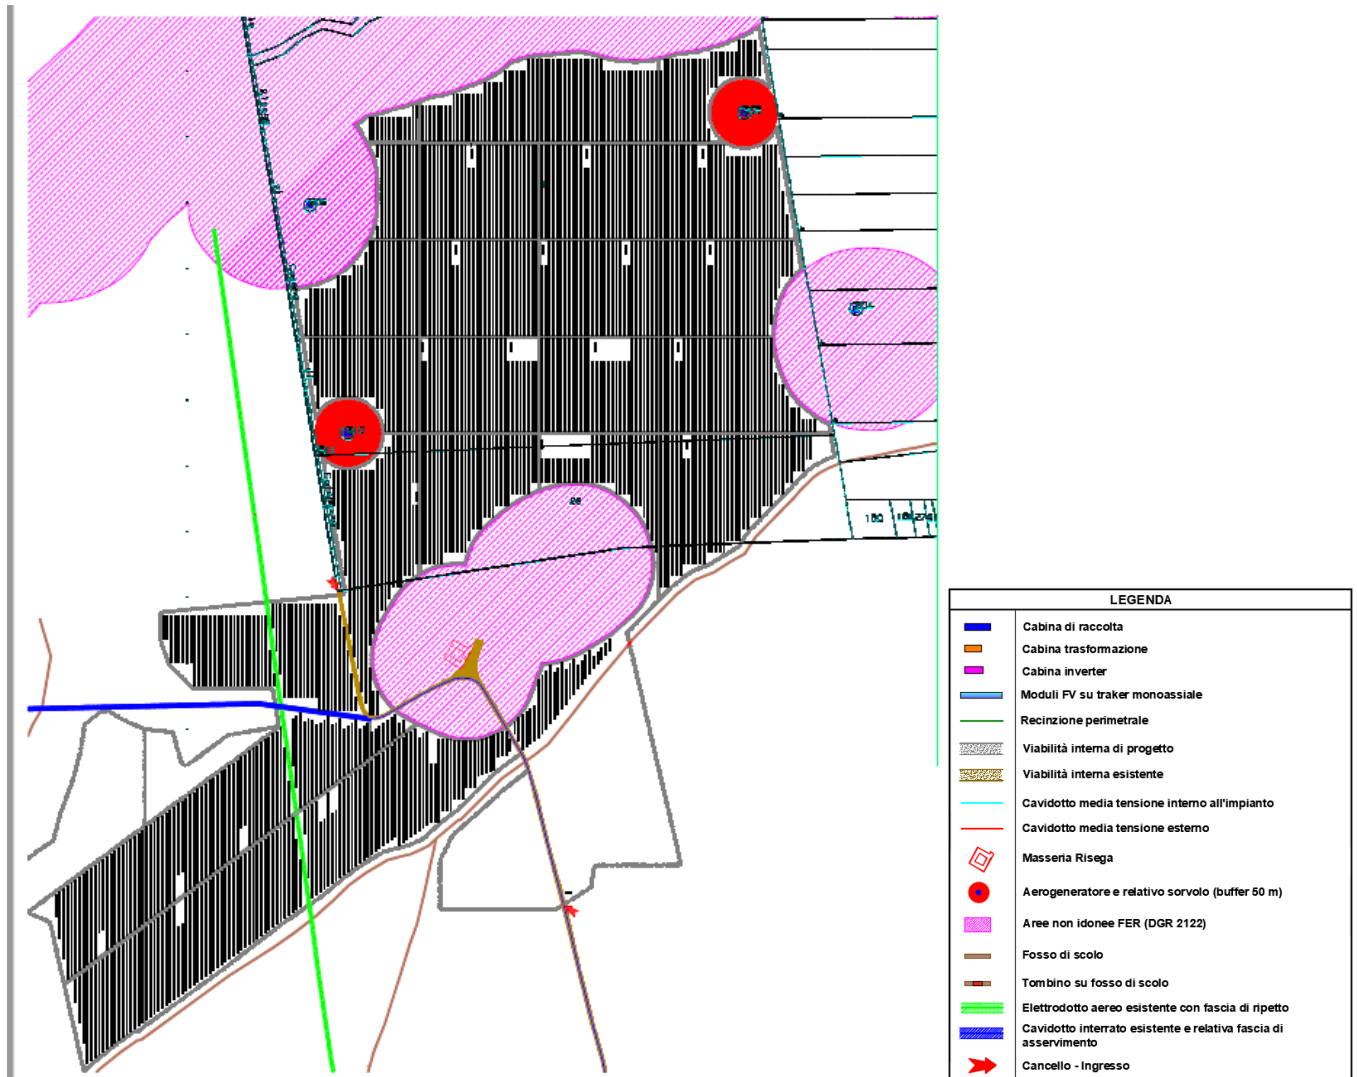 26
180
LEGENDA
Cabina di raccolta
Cabina trasformazione
Cabina inverter
Moduli FV su traker monoassiale
Recinzione perimetrale
Viabilità interna di progetto
Viabilità interna esistente
Cavidotto media tensione interno all'impianto
Cavidotto media tensione esterno
Masseria Risega
Aerogeneratore e relativo sorvolo (buffer 50 m)
Aree non idonee FER (DGR 2122)
Fosso di scolo
Tombino su fosso di scolo
Elettrodotto aereo esistente con fascia di ripetto
Cavidotto interrato esistente e relativa fascia di
asservimento
Cancello - Ingresso